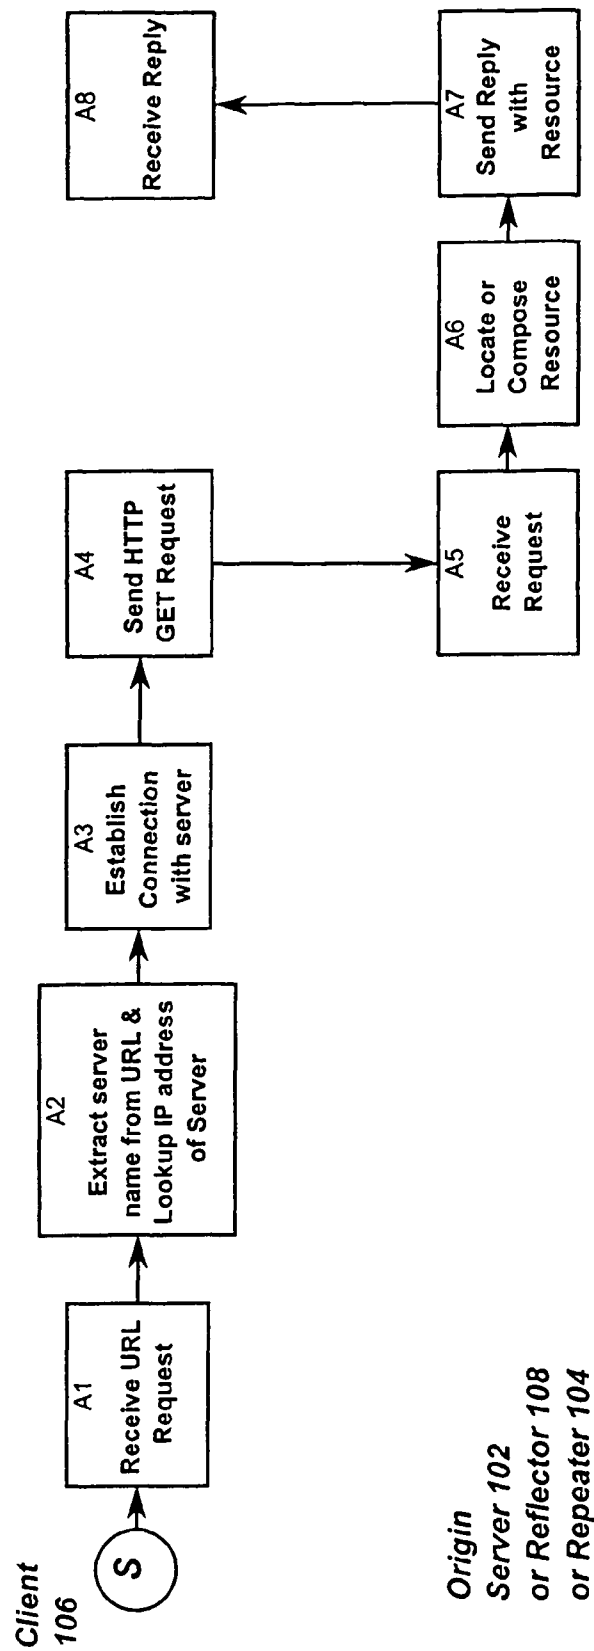 Client
106
S
A1
Receive URL
Request
A2
Extract server
name from URL &
Lookup IP address
of Server
A3
Establish
Connection
with server
A4
Send HTTP
GET Request
A8
Receive Reply
Origin
Server 102
or Reflector 108
or Repeater 104
A5
Receive
Request
A6
Locate or
Compose
Resource
A7
Send Reply
with
Resource